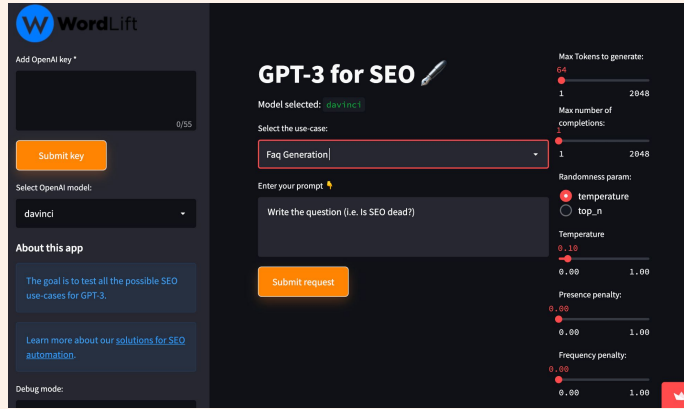 WordLift
Add OpenAI key *
0/55
Submit key
Select OpenAI model:
davinci
About this app
The goal is to test all the possible SEO
use-cases for GPT-3.
Learn more about our solutions for SEO
automation.
Debug mode:
GPT-3 for SEO 🖌️
Model selected: davinci
Select the use-case:
Faq Generation
Enter your prompt 👇
Write the question (i.e. Is SEO dead?)
Submit request
Max Tokens to generate:
64
1 2048
Max number of
completions:
1
1 2048
Randomness param:
temperature
top_n
Temperature
0.10
0.00 1.00
Presence penalty:
0.00
0.00 1.00
Frequency penalty:
0.00
0.00 1.00